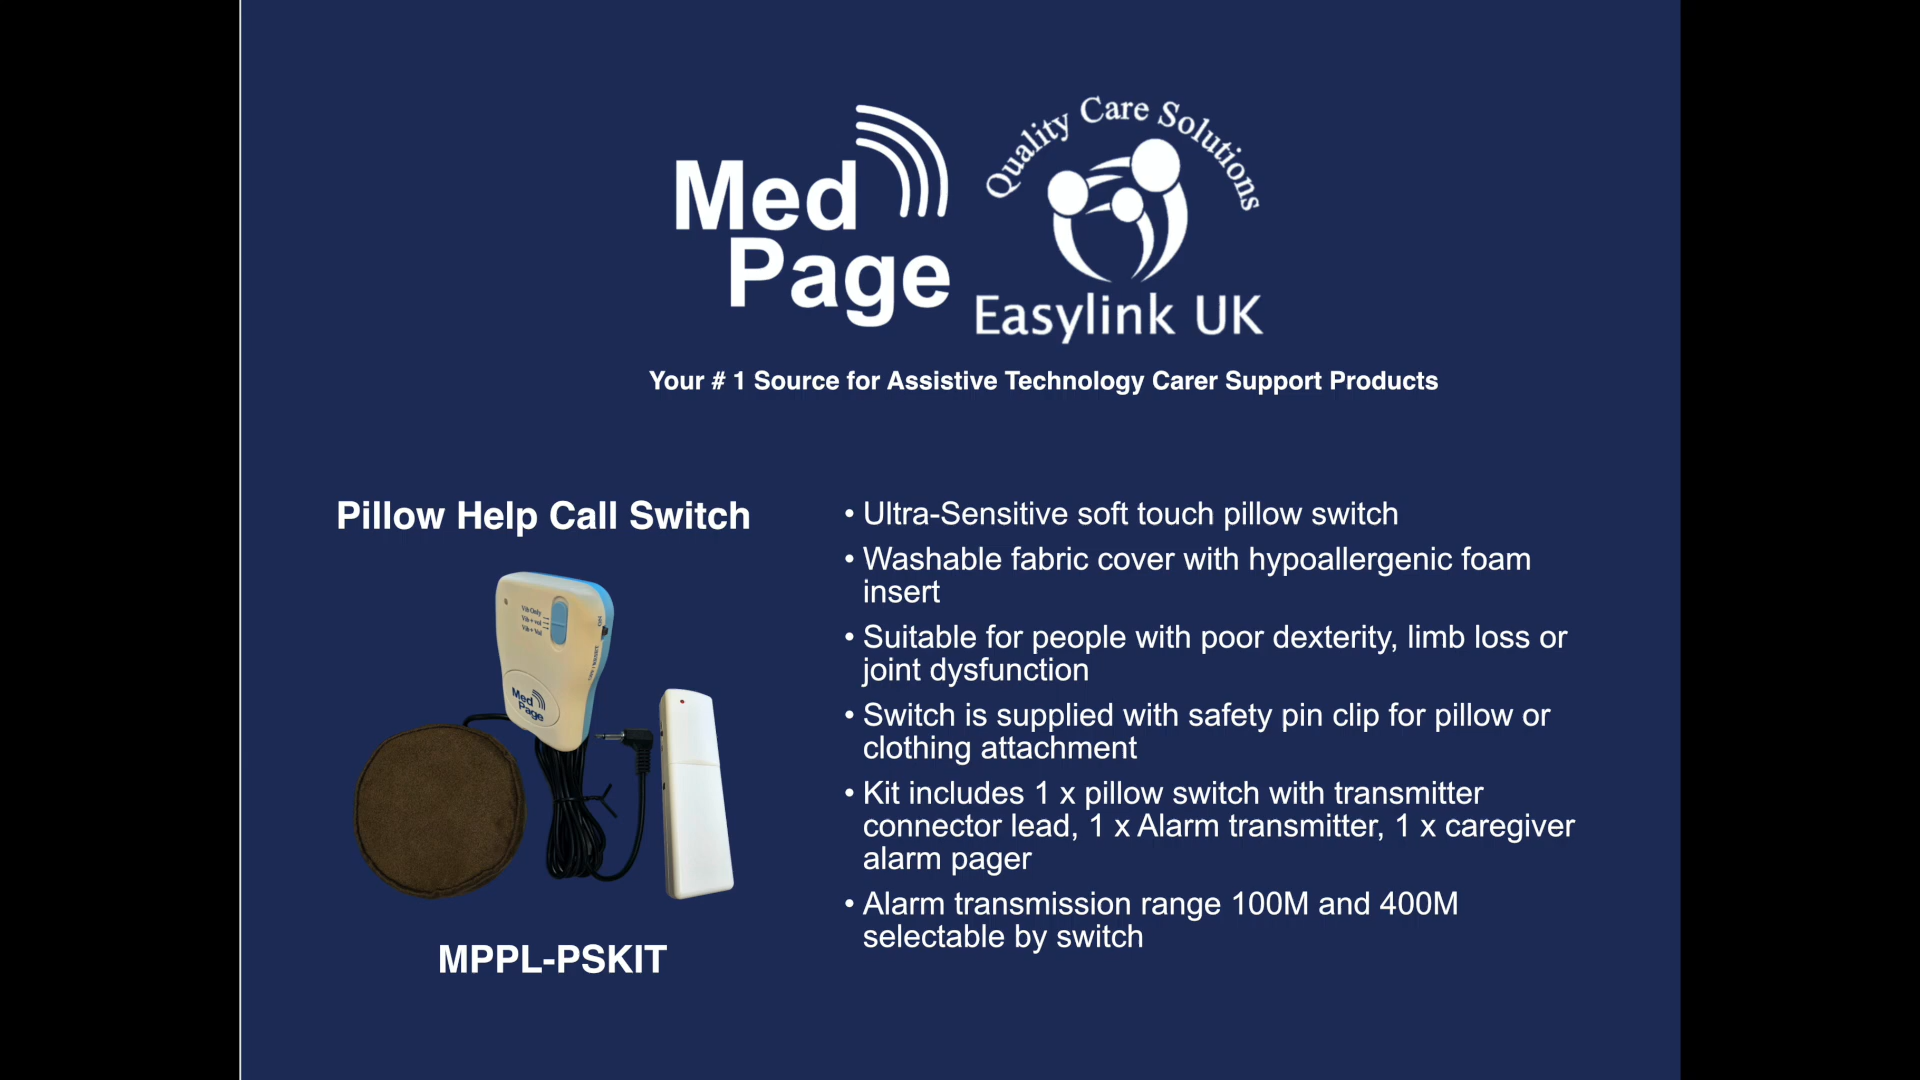 Quality Care Solutions
Med
Page
Easylink UK
Your # 1 Source for Assistive Technology Carer Support Products
Pillow Help Call Switch
Vib Only
Med
Page
MPPL-PSKIT
• Ultra-Sensitive soft touch pillow switch
• Washable fabric cover with hypoallergenic foam
insert
• Suitable for people with poor dexterity, limb loss or
joint dysfunction
• Switch is supplied with safety pin clip for pillow or
clothing attachment
• Kit includes 1 x pillow switch with transmitter
connector lead, 1 x Alarm transmitter, 1 x caregiver
alarm pager
• Alarm transmission range 100M and 400M
selectable by switch